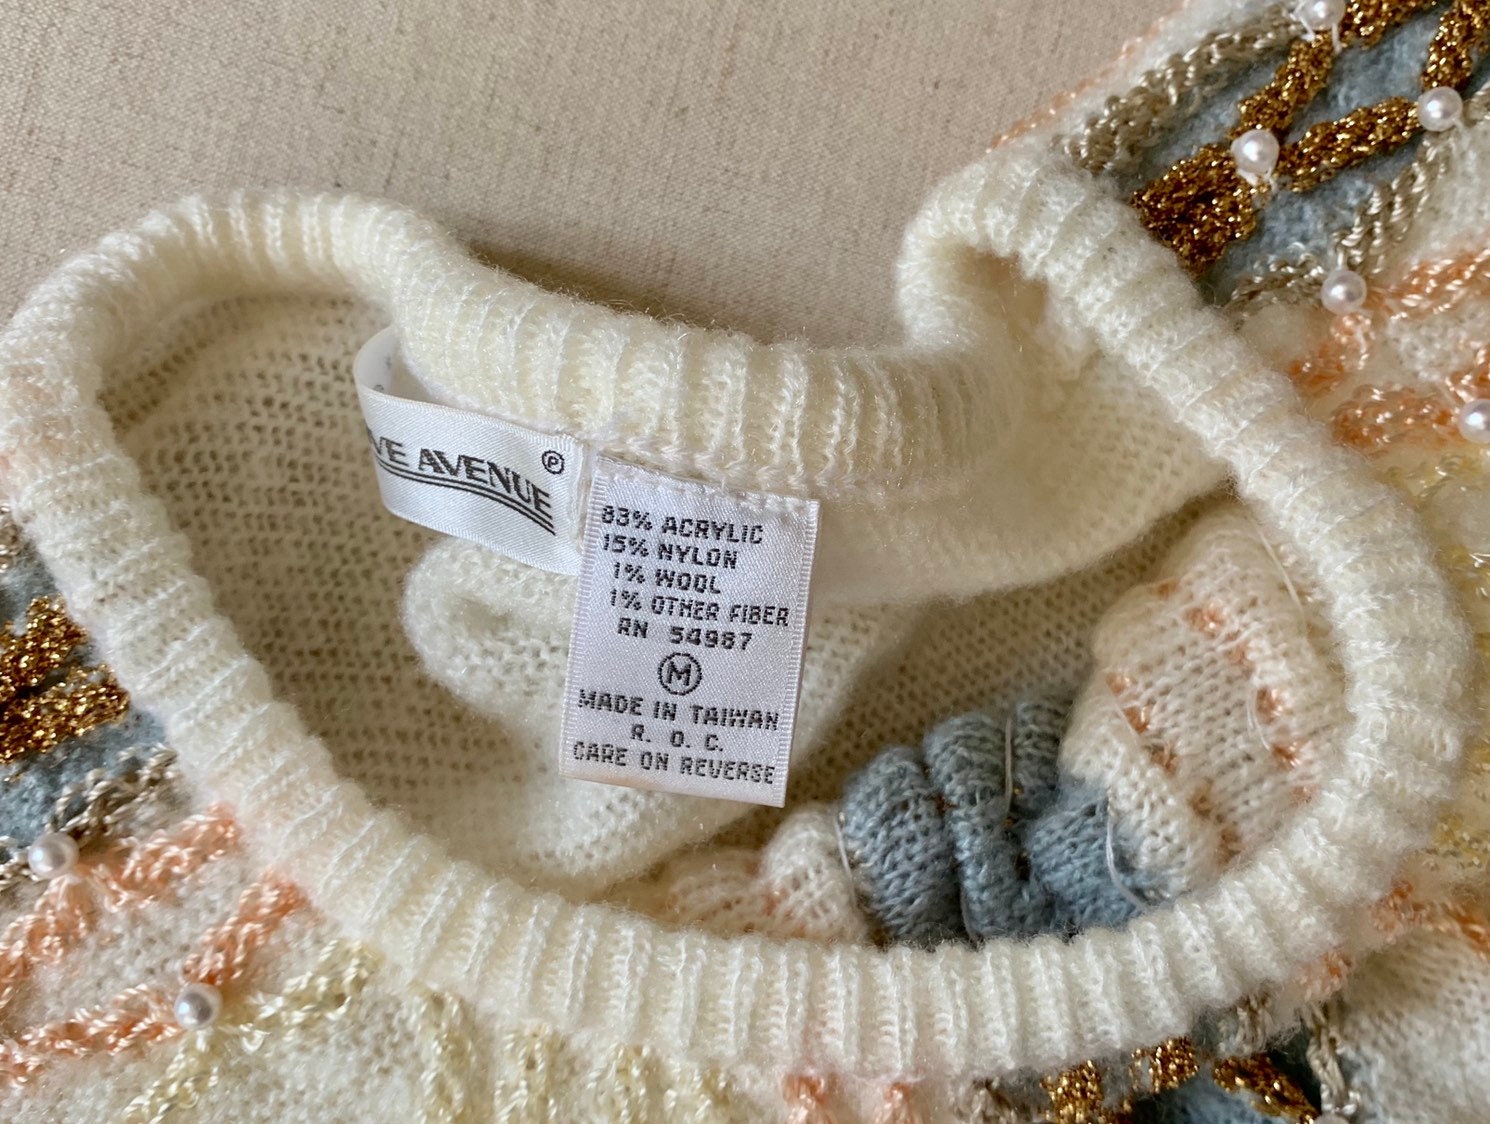 VE AVENUE ℗
83% ACRYLIC
15% NYLON
1% WOOL
1% OTHER FIBER
RN 54987
M
MADE IN TAIWAN
R. O. C.
CARE ON REVERSE